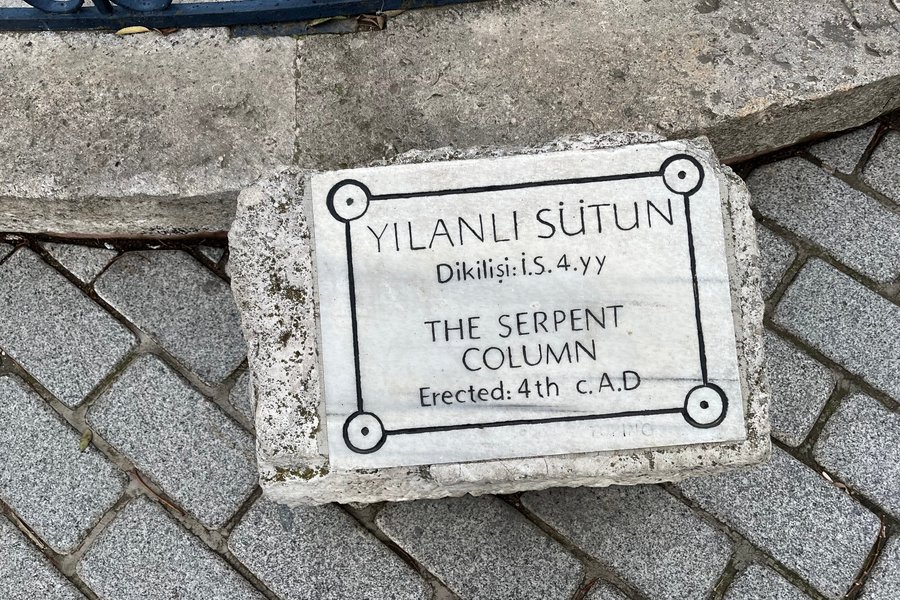 YILANLI SÜTUN
Dikilişi: İ.S. 4.yy
THE SERPENT
COLUMN
Erected: 4th c. A.D